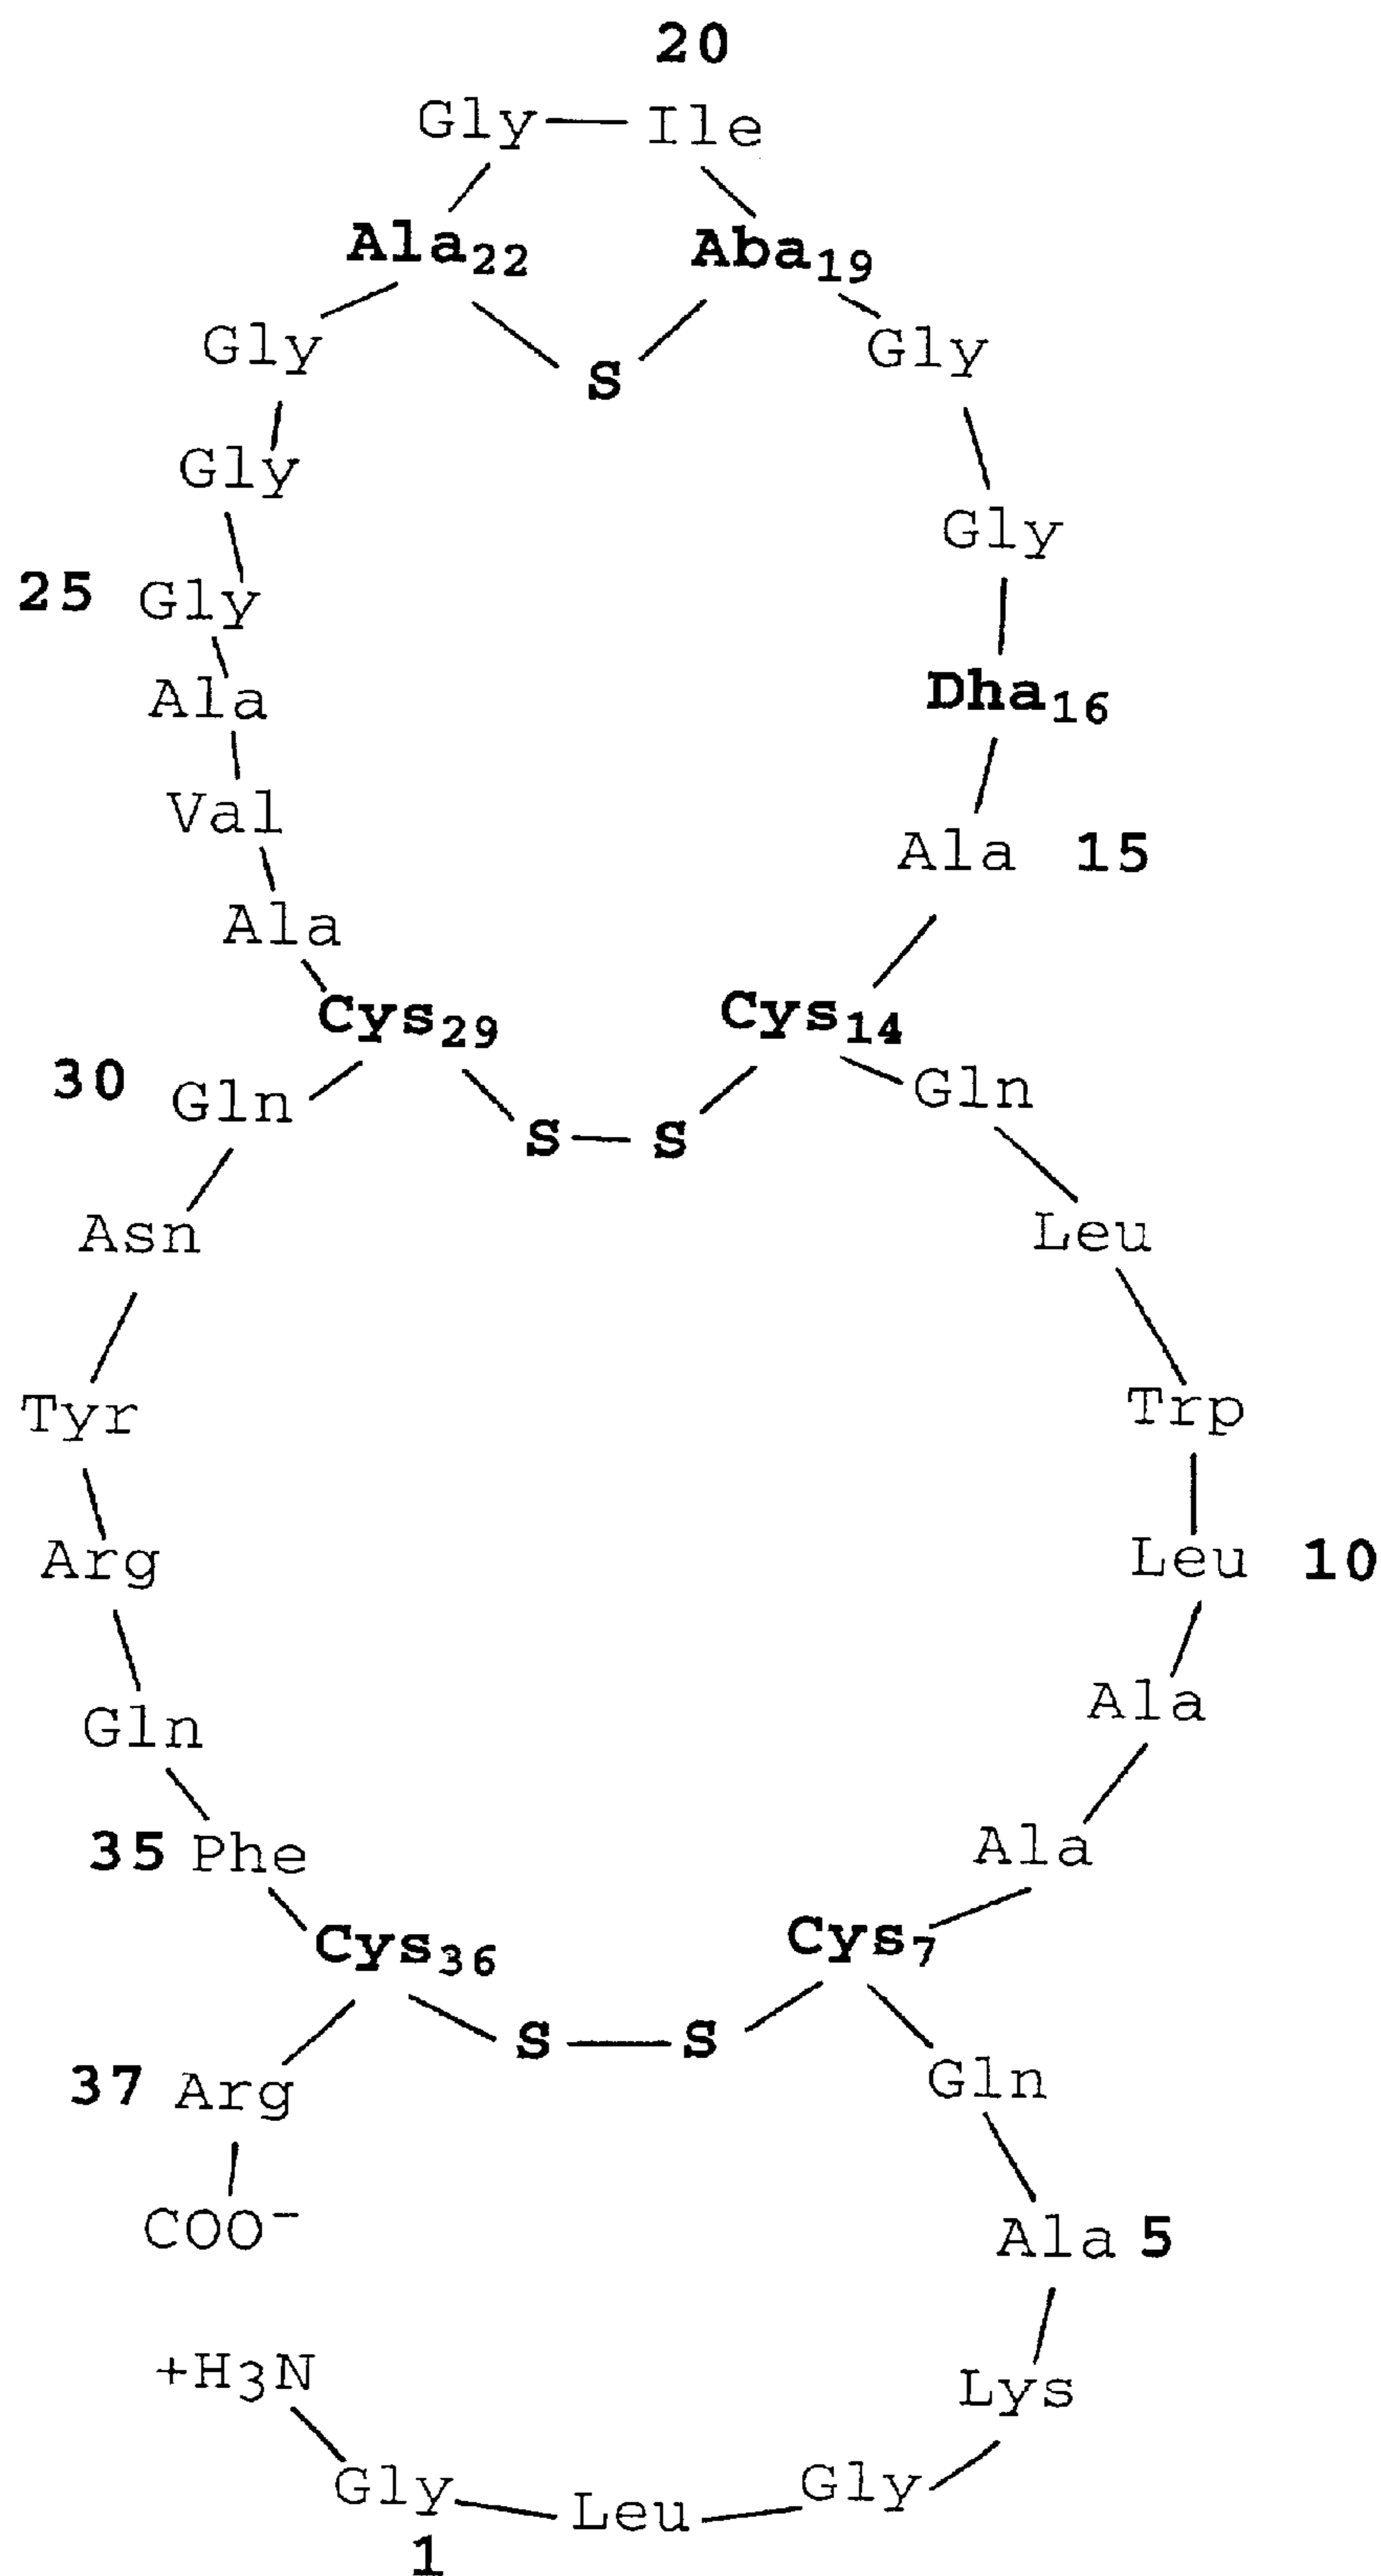 20
Gly Ile
Ala22 Aba19
S
Gly Gly
Gly
Gly
25 Gly
Dha16
Ala
Val
Ala 15
Ala
Cys29 Cys14
30 Gln Gln
S S
Asn Leu
Tyr Trp
Arg Leu 10
Ala
Gln
35 Phe Ala
Cys36 Cys7
S S
37 Arg Gln
COO-
Ala 5
+H3N Lys
Gly Leu Gly
1